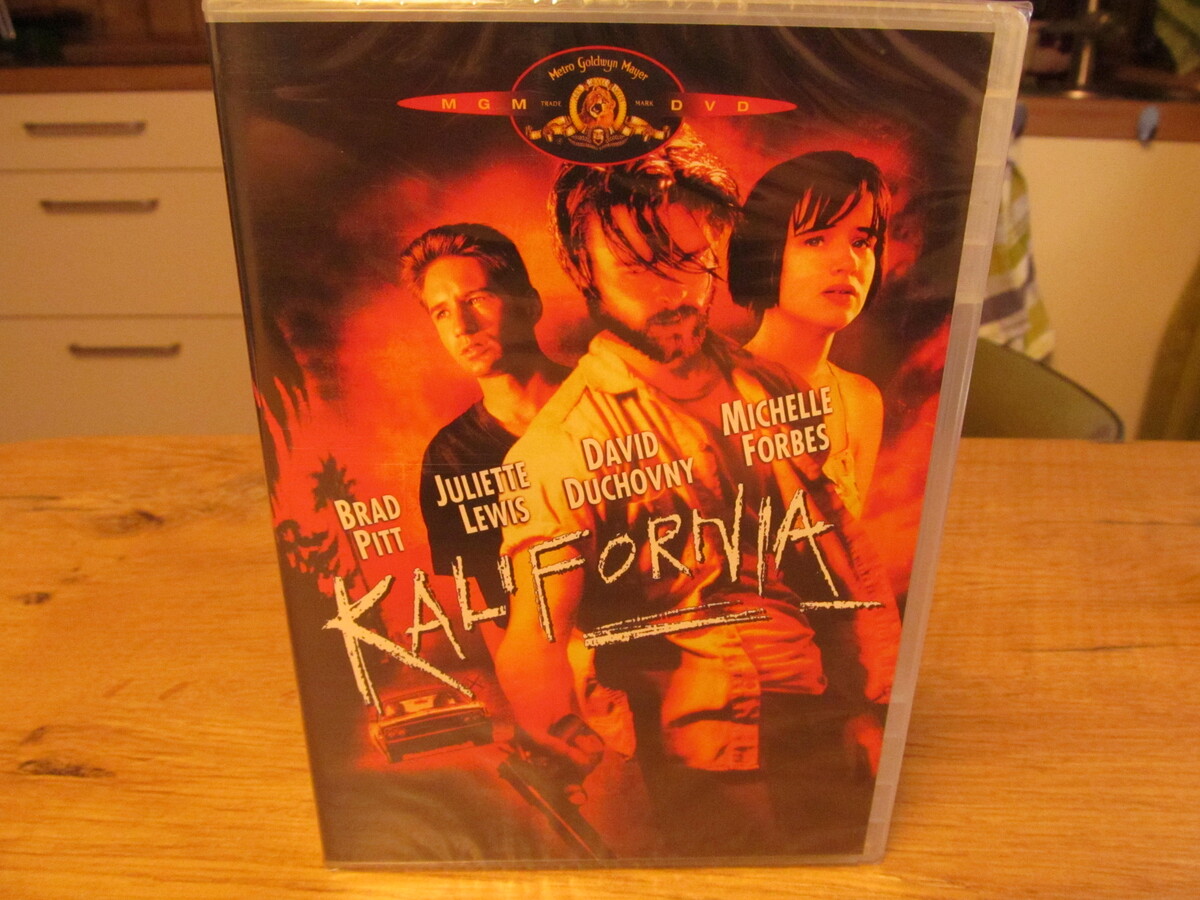 Metro Goldwyn Mayer
MGM TRADE MARK DVD
BRAD
PITT
JULIETTE
LEWIS
DAVID
DUCHOVNY
MICHELLE
FORBES
KALIFORNIA